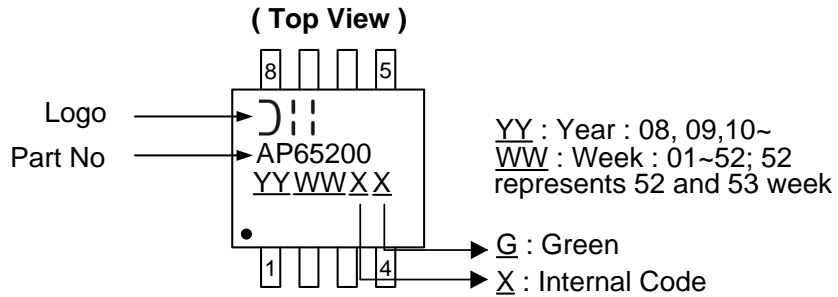 ( Top View )
8 5
Logo
Part No
AP65200
YY WW X X
1 4
YY : Year : 08, 09,10~
WW : Week : 01~52; 52
represents 52 and 53 week
G : Green
X : Internal Code